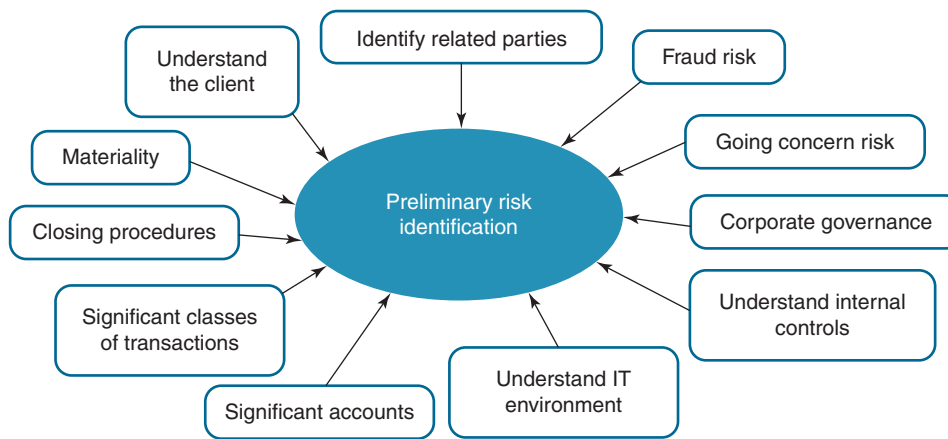 Identify related parties
Fraud risk
Understand
the client
Going concern risk
Materiality
Preliminary risk
identification
Corporate governance
Closing procedures
Understand internal
controls
Significant classes
of transactions
Understand IT
environment
Significant accounts